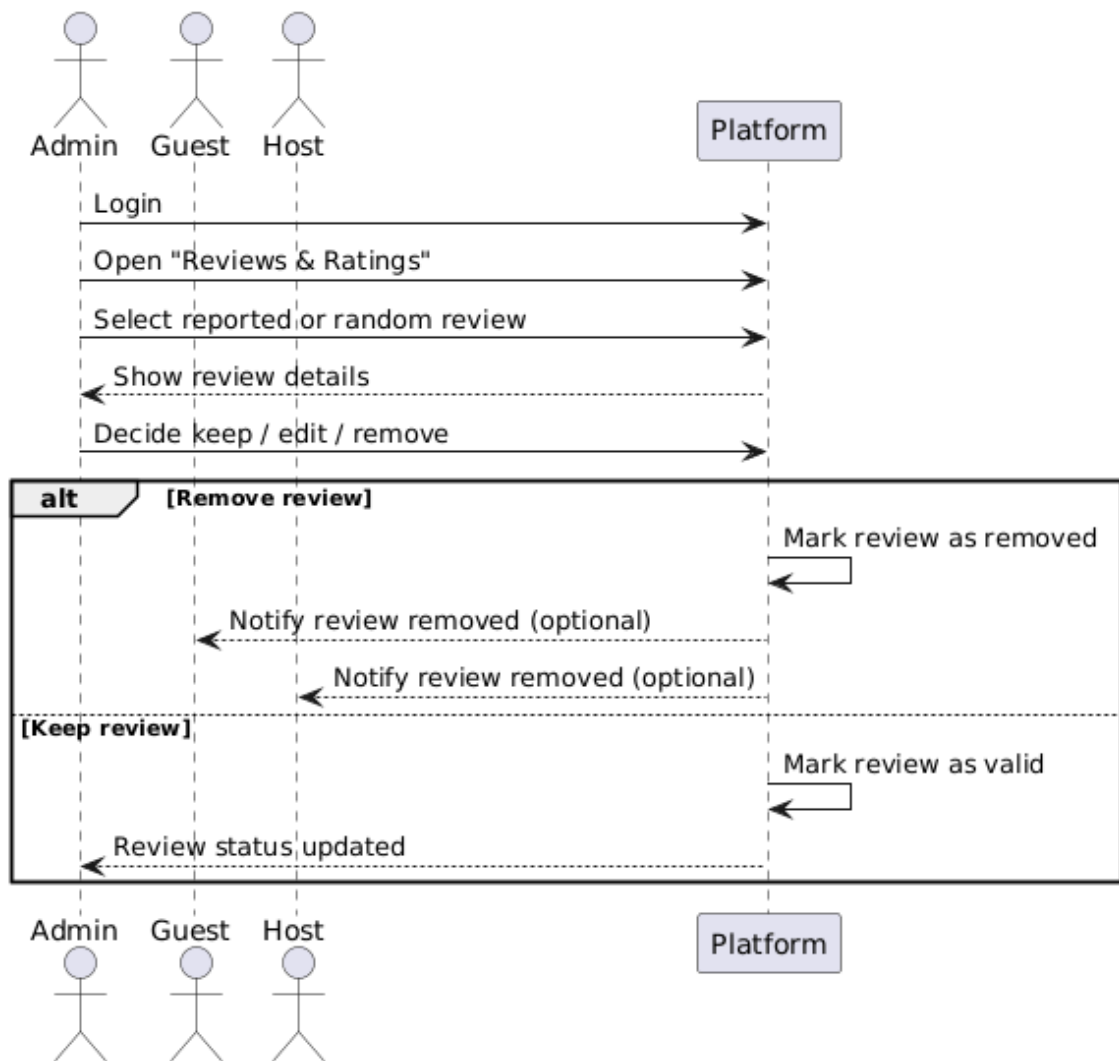 Admin Guest Host Platform
Login
Open "Reviews & Ratings"
Select reported or random review
Show review details
Decide keep / edit / remove
alt [Remove review]
Mark review as removed
Notify review removed (optional)
Notify review removed (optional)
[Keep review]
Mark review as valid
Review status updated
Admin Guest Host Platform